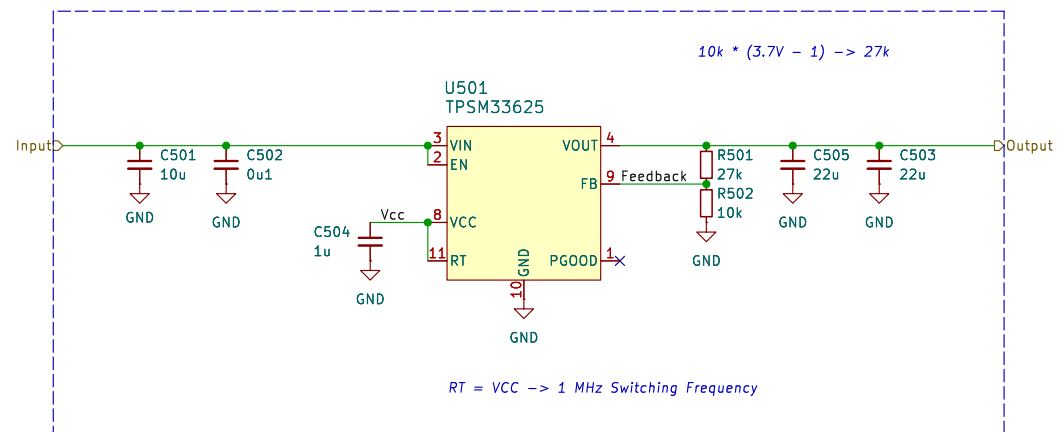 10k * (3.7V - 1) -> 27k
U501
TPSM33625
Input
3 VIN
2 EN
VOUT 4
Output
C501
10u
GND
C502
0u1
GND
R501
27k
FB 9 Feedback
R502
10k
GND
C505
22u
GND
C503
22u
GND
Vcc
8 VCC
C504
1u
GND
11 RT
GND
10
PGOOD 1
GND
RT = VCC -> 1 MHz Switching Frequency